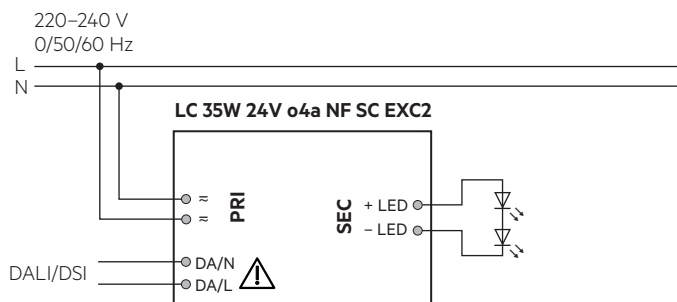 220–240 V
0/50/60 Hz
L
N
LC 35W 24V o4a NF SC EXC2
≂
≂
PRI
SEC
+ LED
– LED
DALI/DSI
DA/N
DA/L